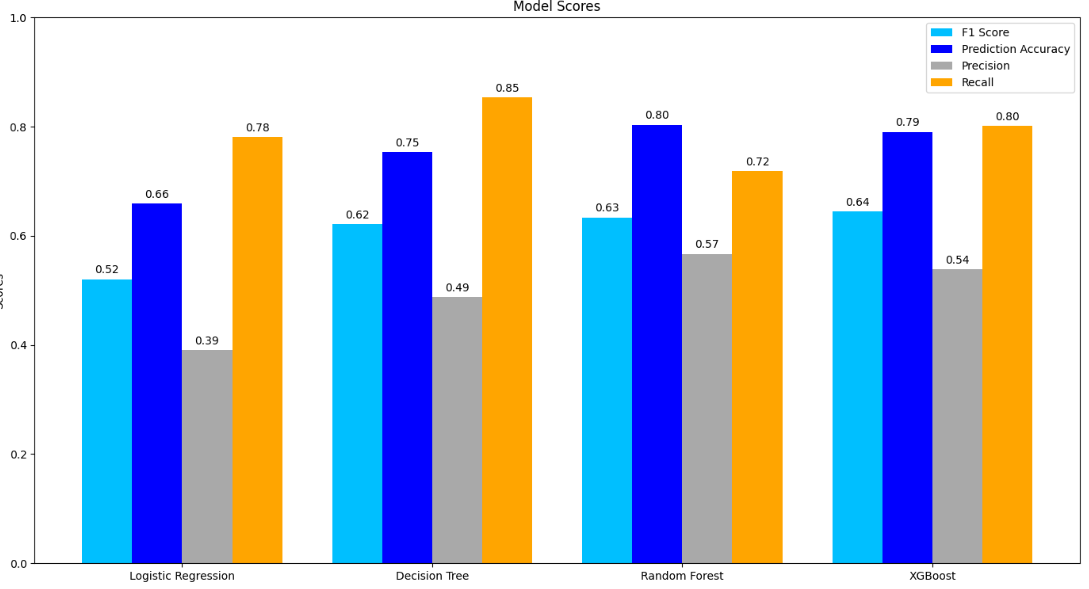 Model Scores
1.0
0.8
0.6
0.4
0.2
0.0
F1 Score
Prediction Accuracy
Precision
Recall
0.52
0.66
0.39
0.78
0.62
0.75
0.49
0.85
0.63
0.80
0.57
0.72
0.64
0.79
0.54
0.80
Logistic Regression
Decision Tree
Random Forest
XGBoost